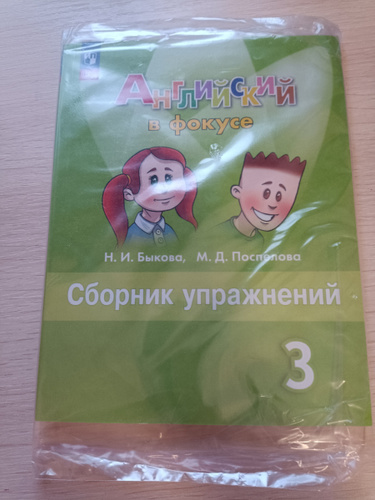 Английский
в фокусе
Н. И. Быкова, М. Д. Поспелова
Сборник упражнений
3